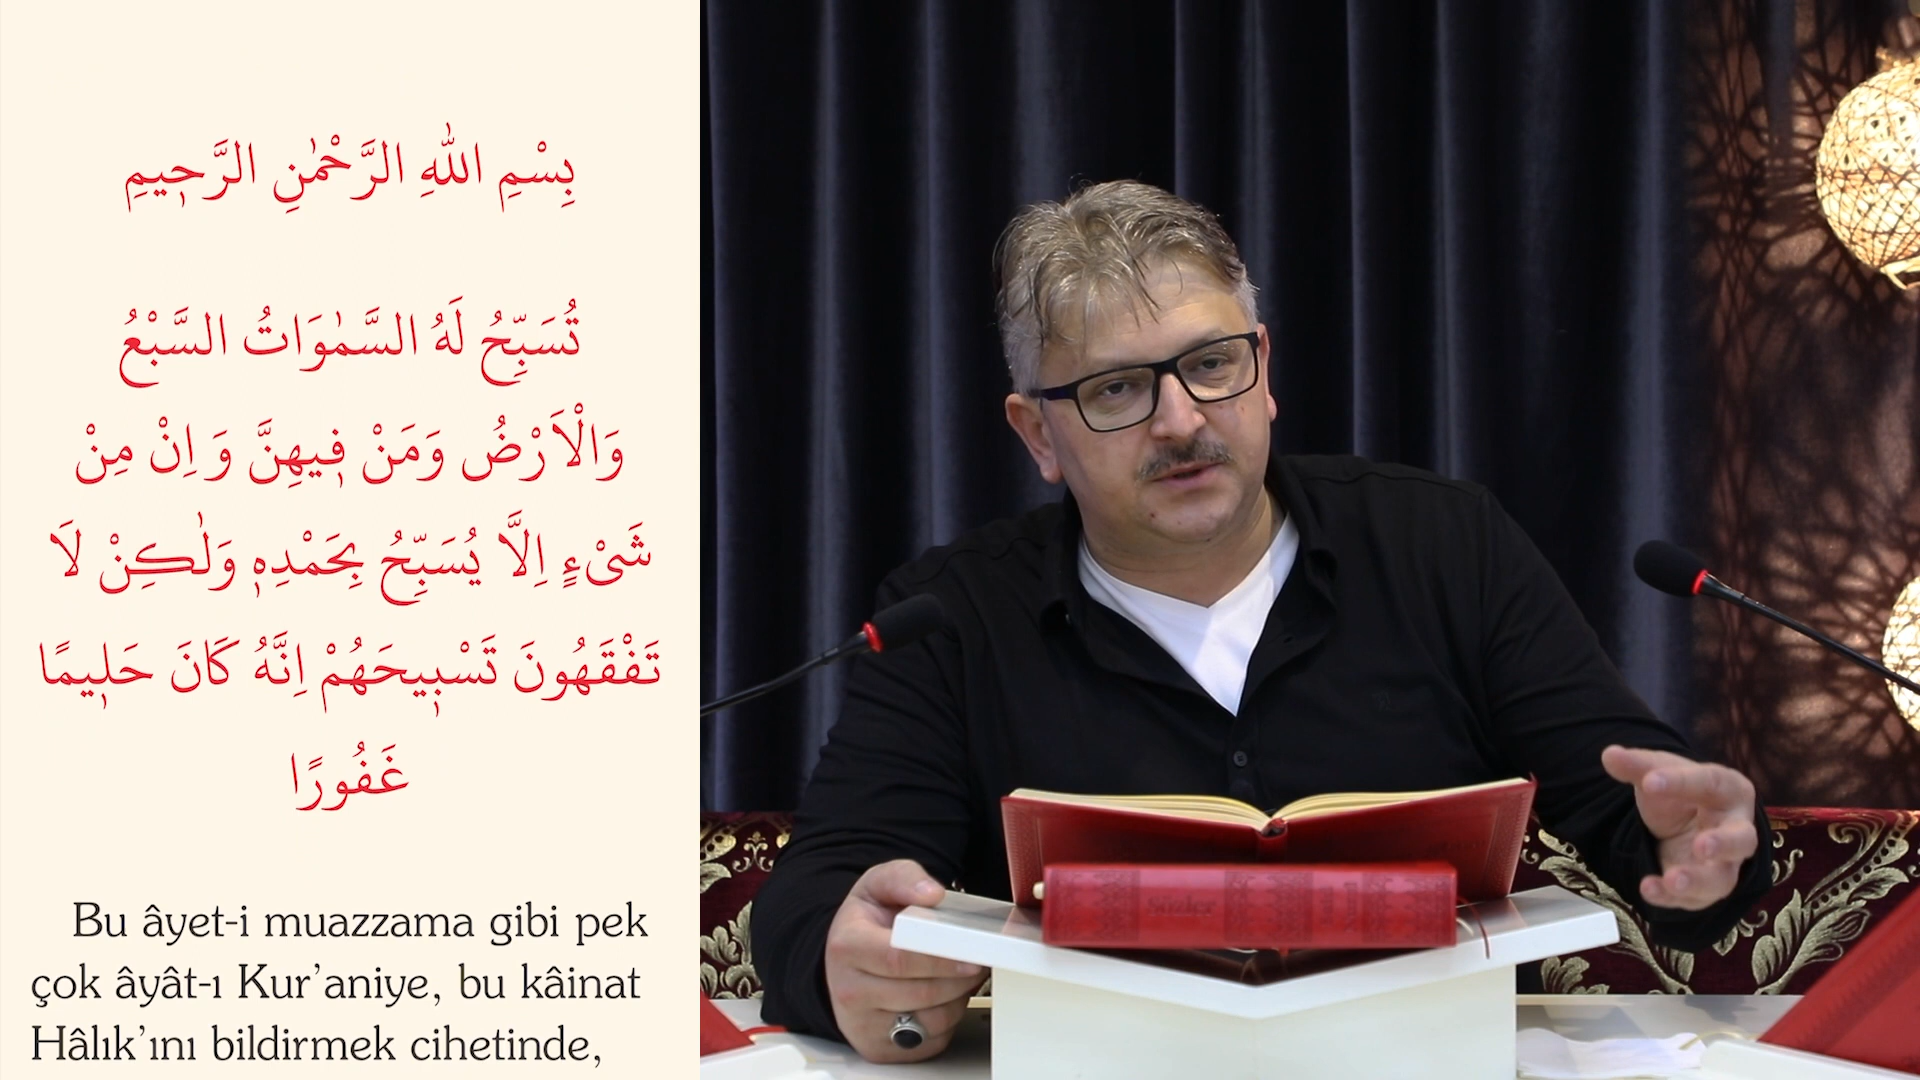 بِسْمِ اللّٰهِ الرَّحْمٰنِ الرَّح۪يمِ
تُسَبِّحُ لَهُ السَّمٰوَاتُ السَّبْعُ
وَالْاَرْضُ وَمَنْ ف۪يهِنَّ وَ اِنْ مِنْ
شَىْءٍ اِلَّا يُسَبِّحُ بِحَمْدِه۪ وَلٰكِنْ لَا
تَفْقَهُونَ تَسْب۪يحَهُمْ اِنَّهُ كَانَ حَل۪يمًا
غَفُورًا
Bu âyet-i muazzama gibi pek
çok âyât-ı Kur’aniye, bu kâinat
Hâlık’ını bildirmek cihetinde,
Sözler